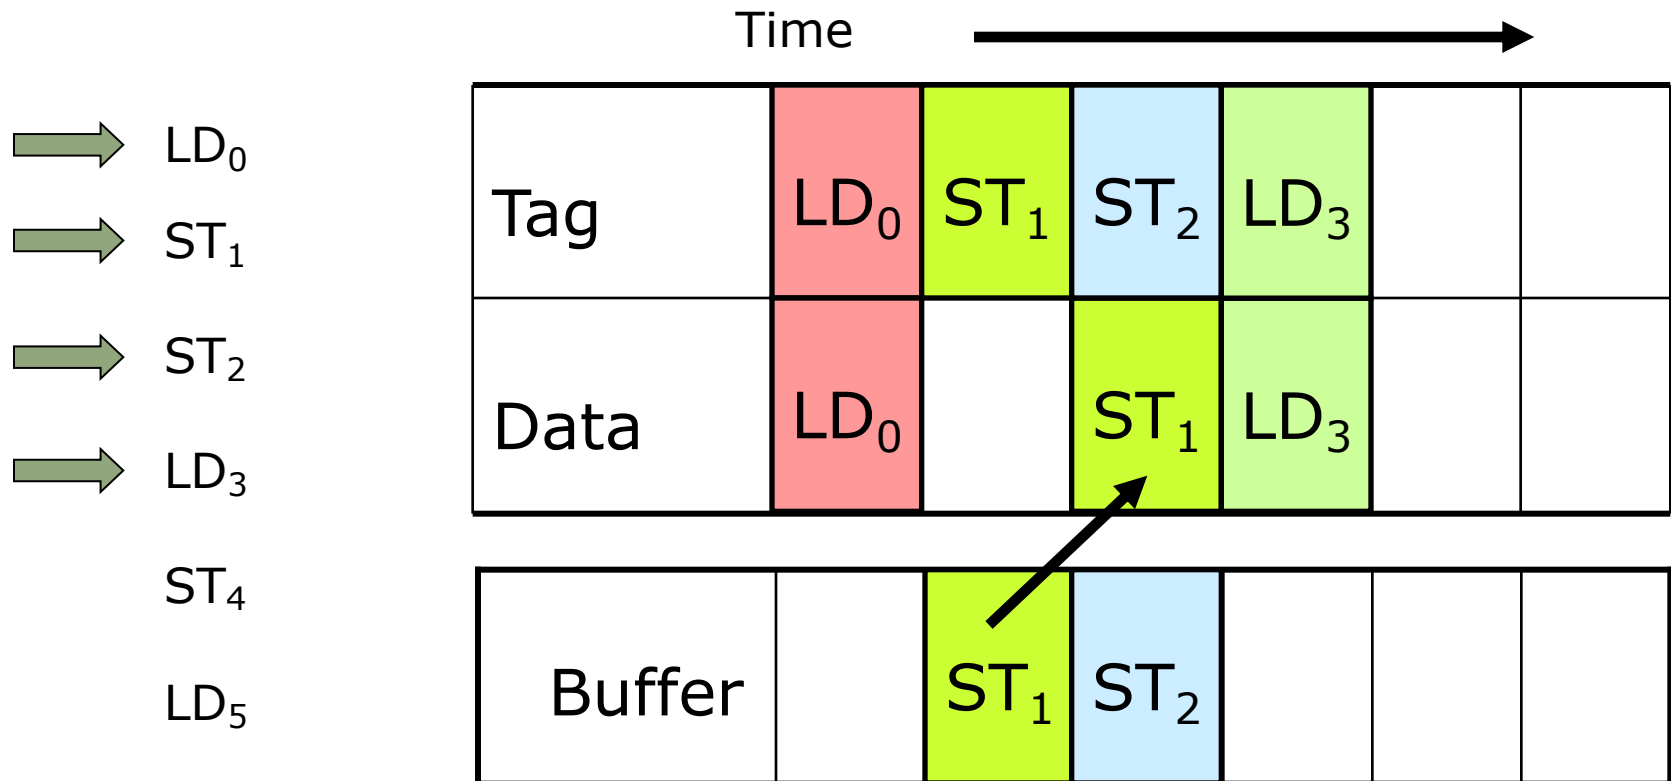 Time
LD₀
ST₁
ST₂
LD₃
ST₄
LD₅
Tag LD₀ ST₁ ST₂ LD₃
Data LD₀ ST₁ LD₃
Buffer ST₁ ST₂